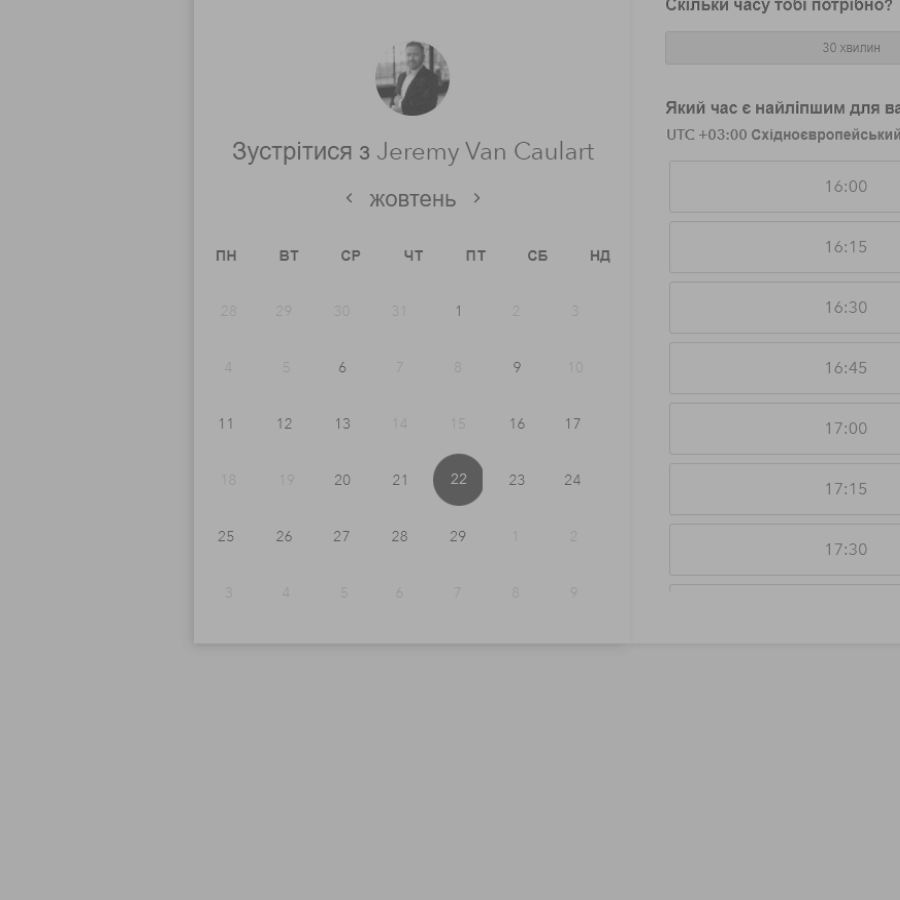 Зустрітися з Jeremy Van Caulart
‹ жовтень ›
ПН ВТ СР ЧТ ПТ СБ НД
28 29 30 31 1 2 3
4 5 6 7 8 9 10
11 12 13 14 15 16 17
18 19 20 21 22 23 24
25 26 27 28 29 1 2
3 4 5 6 7 8 9
Скільки часу тобі потрібно?
30 хвилин
Який час є найліпшим для
UTC +03:00 Східноєвропейський
16:00
16:15
16:30
16:45
17:00
17:15
17:30